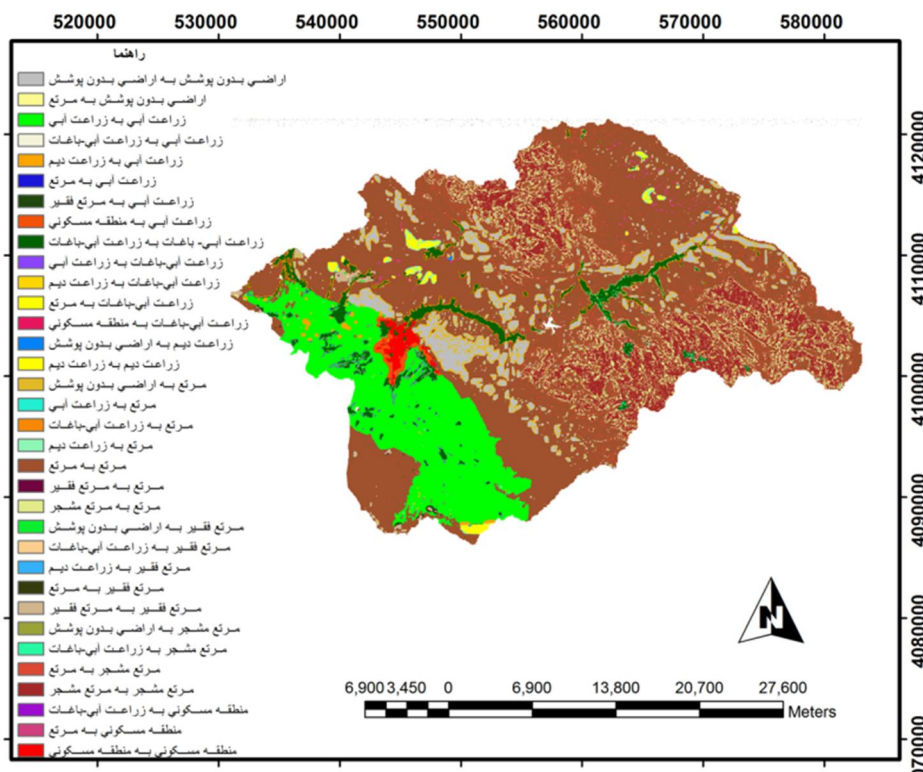 520000 530000 540000 550000 560000 570000 580000
راهنما
اراضي بدون پوشش به اراضي بدون پوشش
اراضي بدون پوشش به مرتع
زراعت آبي به زراعت آبي
زراعت آبي به زراعت آبي-باغات
زراعت آبي به زراعت ديم
زراعت آبي به مرتع
زراعت آبي به مرتع فقير
زراعت آبي به منطقه مسكوني
زراعت آبي- باغات به زراعت آبي-باغات
زراعت آبي-باغات به زراعت آبي
زراعت آبي-باغات به زراعت ديم
زراعت آبي-باغات به مرتع
زراعت آبي-باغات به منطقه مسكوني
زراعت ديم به اراضي بدون پوشش
زراعت ديم به زراعت ديم
مرتع به اراضي بدون پوشش
مرتع به زراعت آبي
مرتع به زراعت آبي-باغات
مرتع به زراعت ديم
مرتع به مرتع
مرتع به مرتع فقير
مرتع به مرتع مشجر
مرتع فقير به اراضي بدون پوشش
مرتع فقير به زراعت آبي-باغات
مرتع فقير به زراعت ديم
مرتع فقير به مرتع
مرتع فقير به مرتع فقير
مرتع مشجر به اراضي بدون پوشش
مرتع مشجر به زراعت آبي-باغات
مرتع مشجر به مرتع
مرتع مشجر به مرتع مشجر
منطقه مسكوني به زراعت آبي-باغات
منطقه مسكوني به مرتع
منطقه مسكوني به منطقه مسكوني
4120000
4110000
4100000
4090000
4080000
N
6,900 3,450 0 6,900 13,800 20,700 27,600
Meters